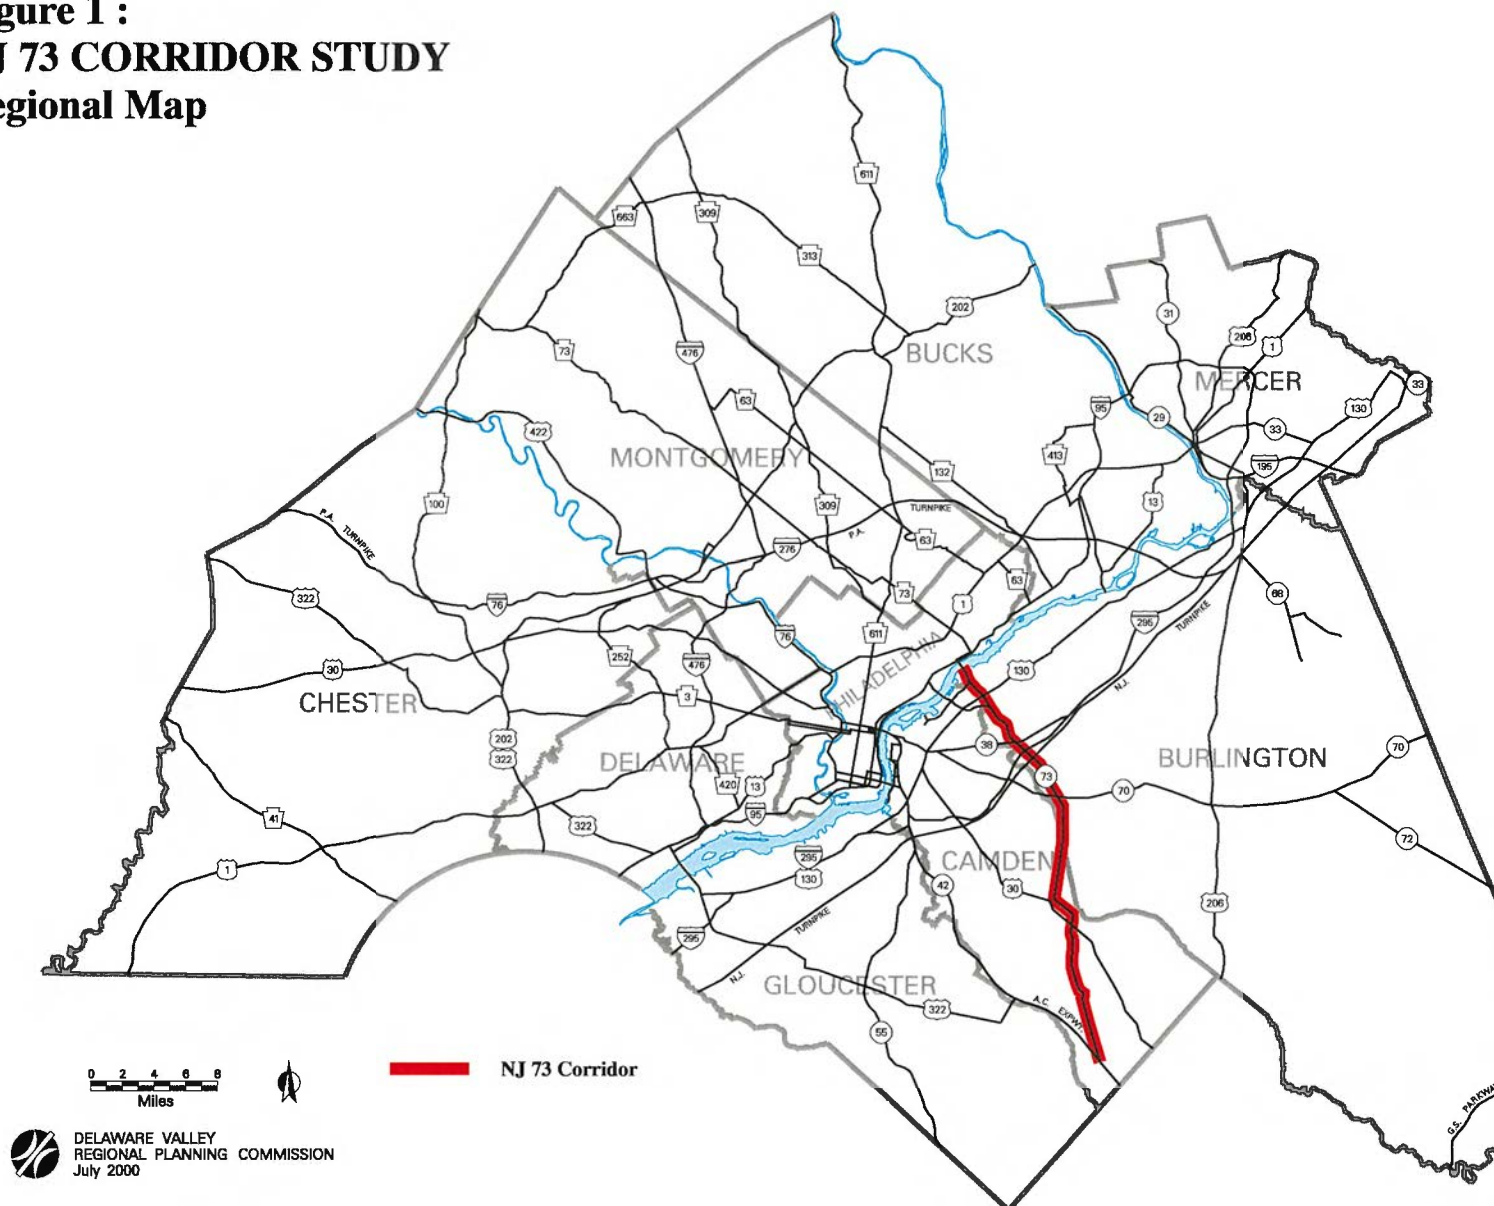 gure 1 :
J 73 CORRIDOR STUDY
egional Map
611
663
309
313
202
31
206
1
BUCKS
73
476
MERCER
33
63
95
29
130
422
33
MONTGOMERY
413
195
132
100
309
13
P.A. TURNPIKE
TURNPIKE
P.A.
276
63
63
322
76
73
1
68
295
TURNPIKE
76
611
252
476
30
130
PHILADELPHIA
N.J.
3
CHESTER
202
322
38
70
DELAWARE
BURLINGTON
73
420
13
70
95
41
322
72
295
130
CAMDEN
1
42
30
206
TURNPIKE
295
N.J.
GLOUCESTER
322
A.C. EXPWY.
55
0 2 4 6 8
Miles
NJ 73 Corridor
G.S. PARKWA
DELAWARE VALLEY
REGIONAL PLANNING COMMISSION
July 2000